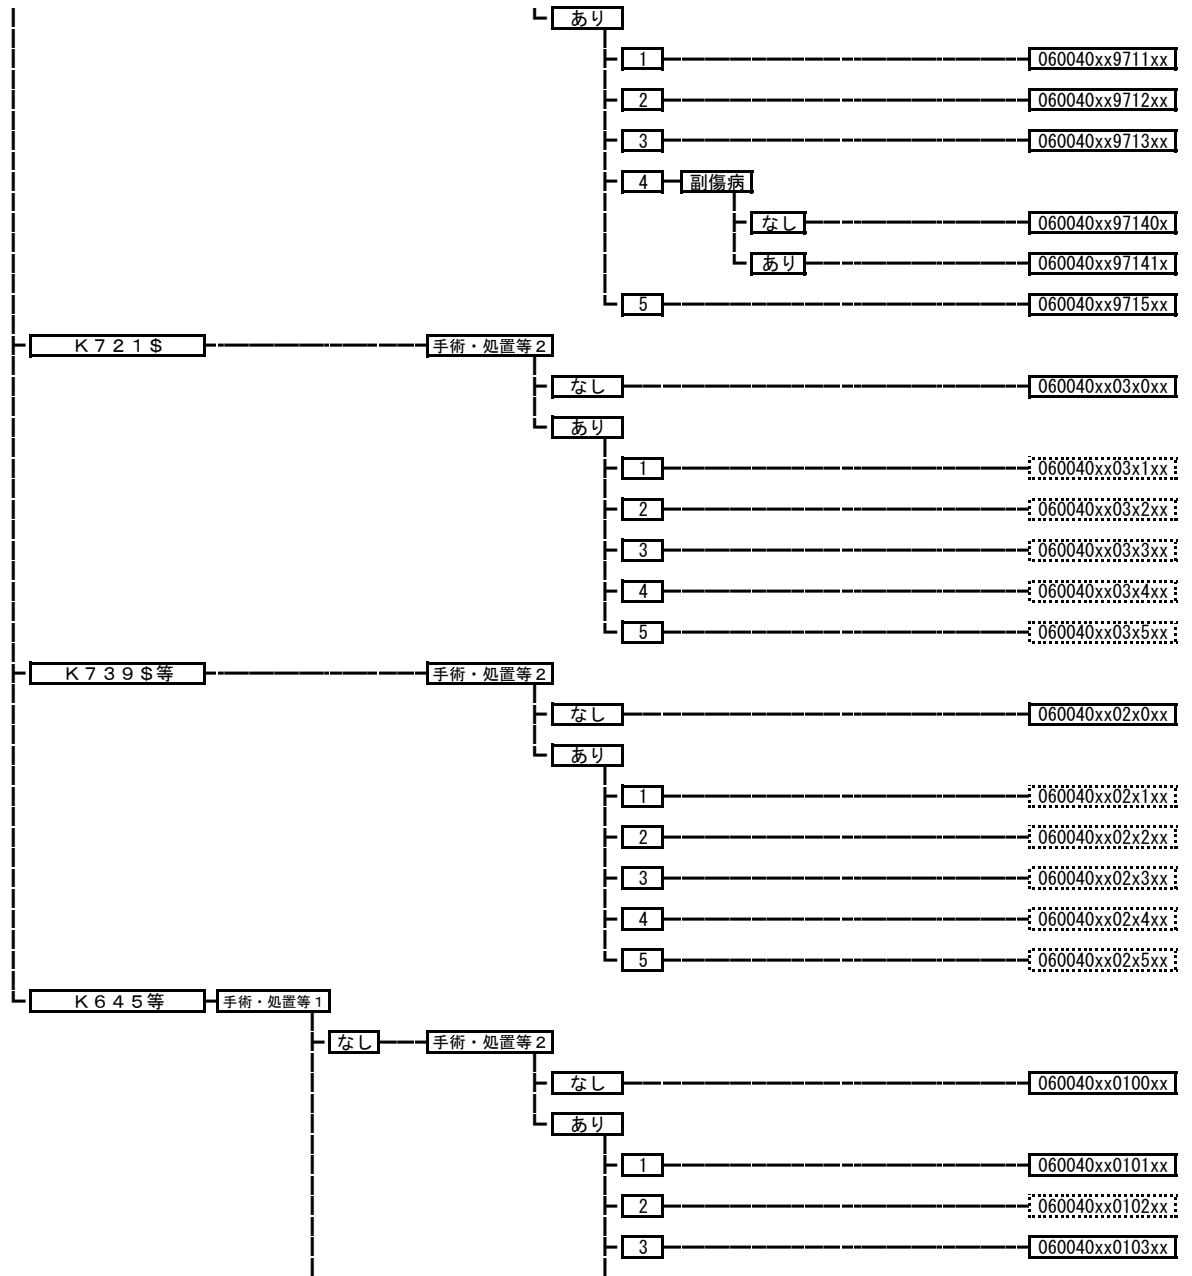 あり
1 060040xx9711xx
2 060040xx9712xx
3 060040xx9713xx
4 副傷病
なし 060040xx97140x
あり 060040xx97141x
5 060040xx9715xx
Ｋ７２１＄ 手術・処置等２
なし 060040xx03x0xx
あり
1 060040xx03x1xx
2 060040xx03x2xx
3 060040xx03x3xx
4 060040xx03x4xx
5 060040xx03x5xx
Ｋ７３９＄等 手術・処置等２
なし 060040xx02x0xx
あり
1 060040xx02x1xx
2 060040xx02x2xx
3 060040xx02x3xx
4 060040xx02x4xx
5 060040xx02x5xx
Ｋ６４５等 手術・処置等１
なし 手術・処置等２
なし 060040xx0100xx
あり
1 060040xx0101xx
2 060040xx0102xx
3 060040xx0103xx